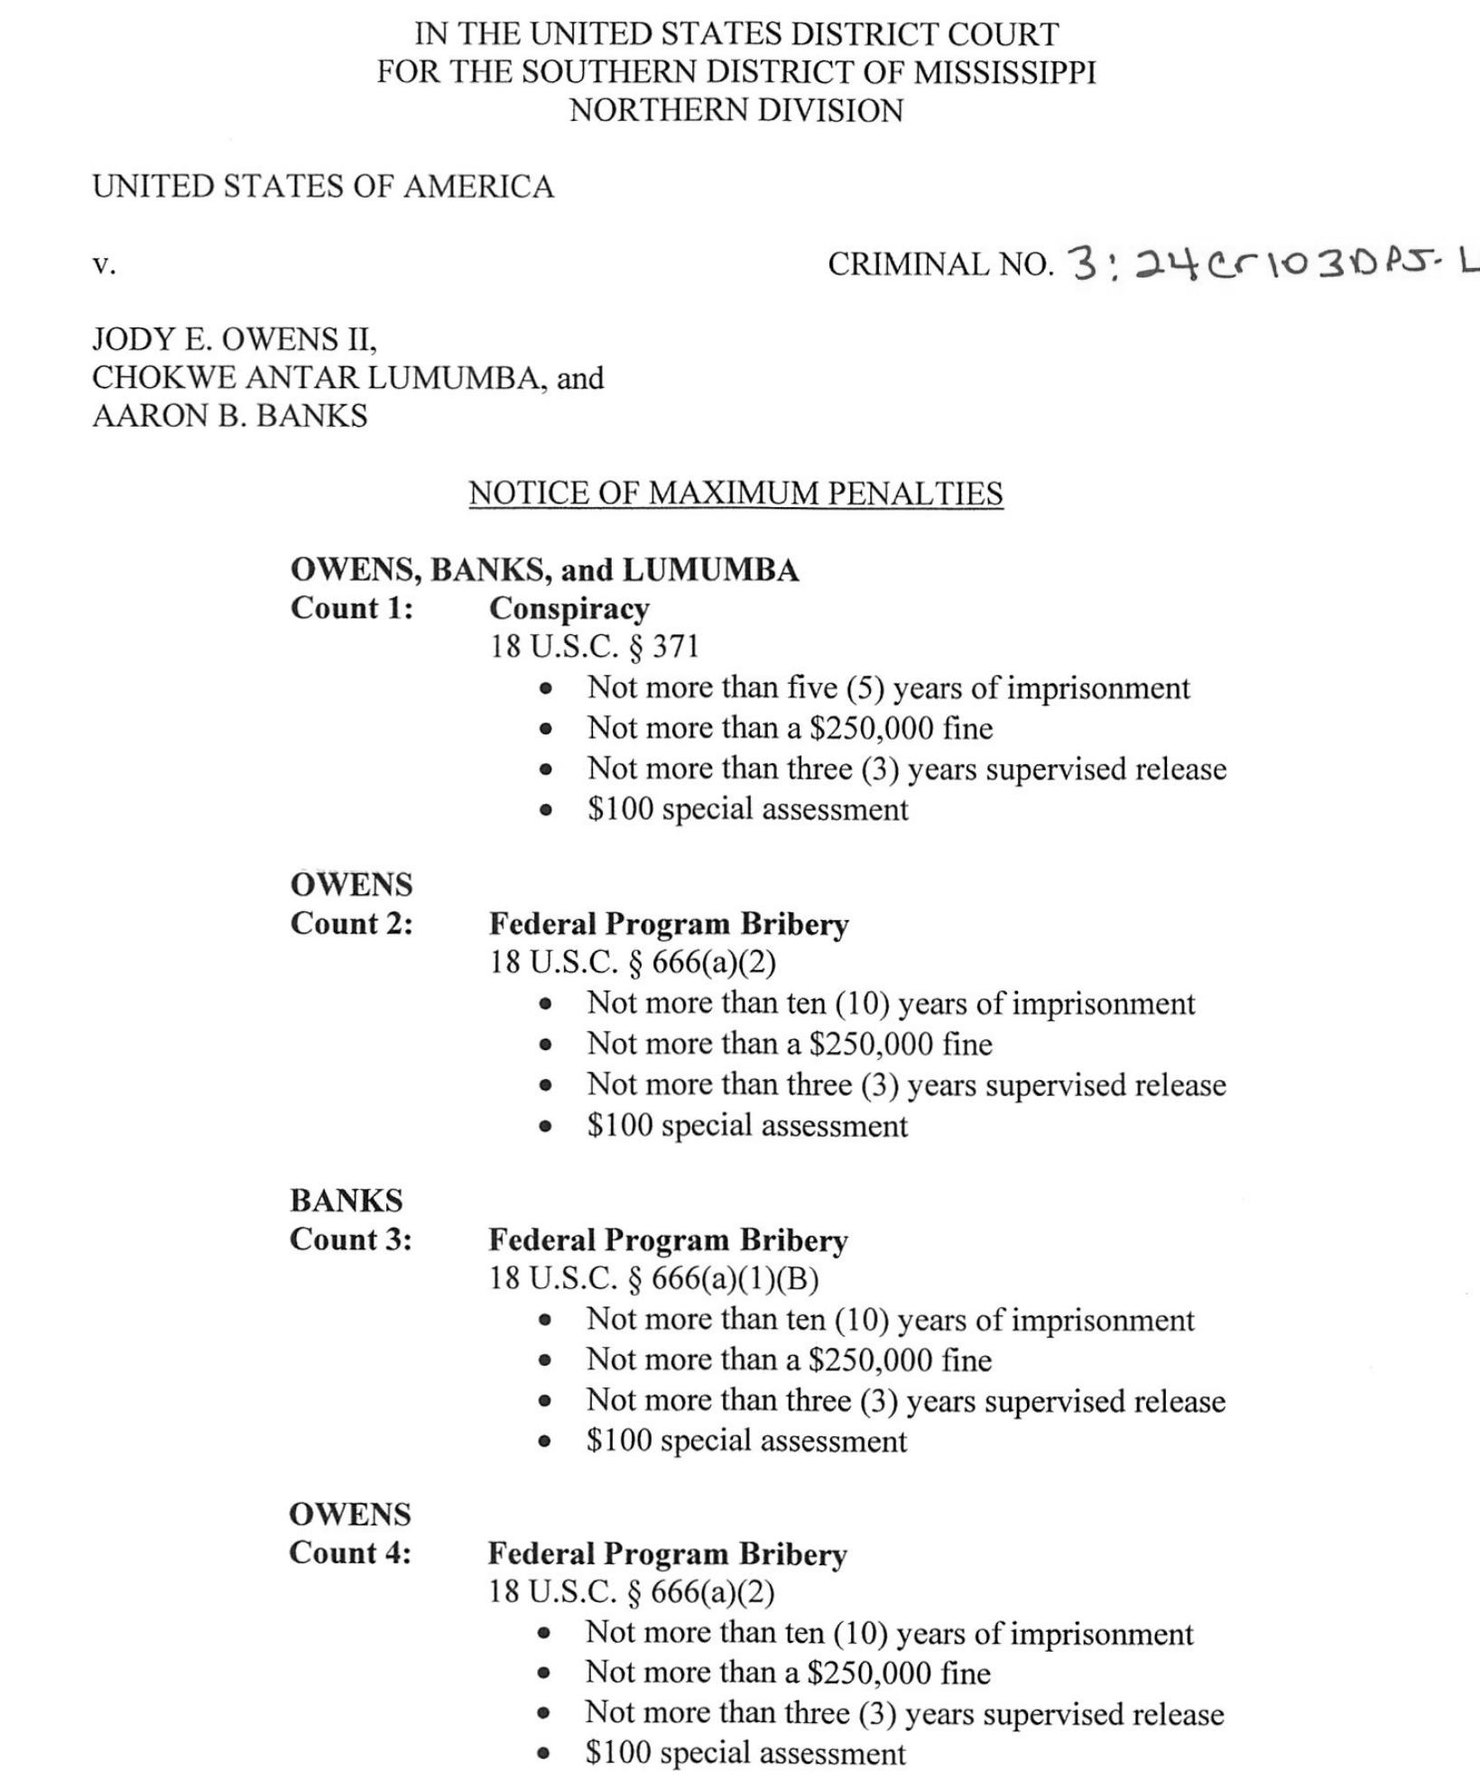 IN THE UNITED STATES DISTRICT COURT
FOR THE SOUTHERN DISTRICT OF MISSISSIPPI
NORTHERN DIVISION
UNITED STATES OF AMERICA
v. CRIMINAL NO. 3:24cr103DPJ-L
JODY E. OWENS II,
CHOKWE ANTAR LUMUMBA, and
AARON B. BANKS
NOTICE OF MAXIMUM PENALTIES
OWENS, BANKS, and LUMUMBA
Count 1: Conspiracy
18 U.S.C. § 371
• Not more than five (5) years of imprisonment
• Not more than a $250,000 fine
• Not more than three (3) years supervised release
• $100 special assessment
OWENS
Count 2: Federal Program Bribery
18 U.S.C. § 666(a)(2)
• Not more than ten (10) years of imprisonment
• Not more than a $250,000 fine
• Not more than three (3) years supervised release
• $100 special assessment
BANKS
Count 3: Federal Program Bribery
18 U.S.C. § 666(a)(1)(B)
• Not more than ten (10) years of imprisonment
• Not more than a $250,000 fine
• Not more than three (3) years supervised release
• $100 special assessment
OWENS
Count 4: Federal Program Bribery
18 U.S.C. § 666(a)(2)
• Not more than ten (10) years of imprisonment
• Not more than a $250,000 fine
• Not more than three (3) years supervised release
• $100 special assessment